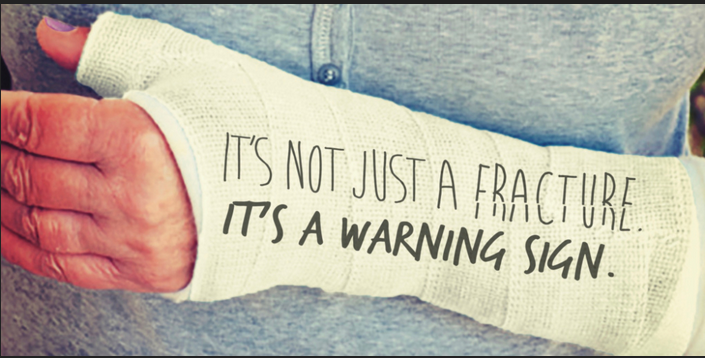 IT'S NOT JUST A FRACTURE.
IT'S A WARNING SIGN.